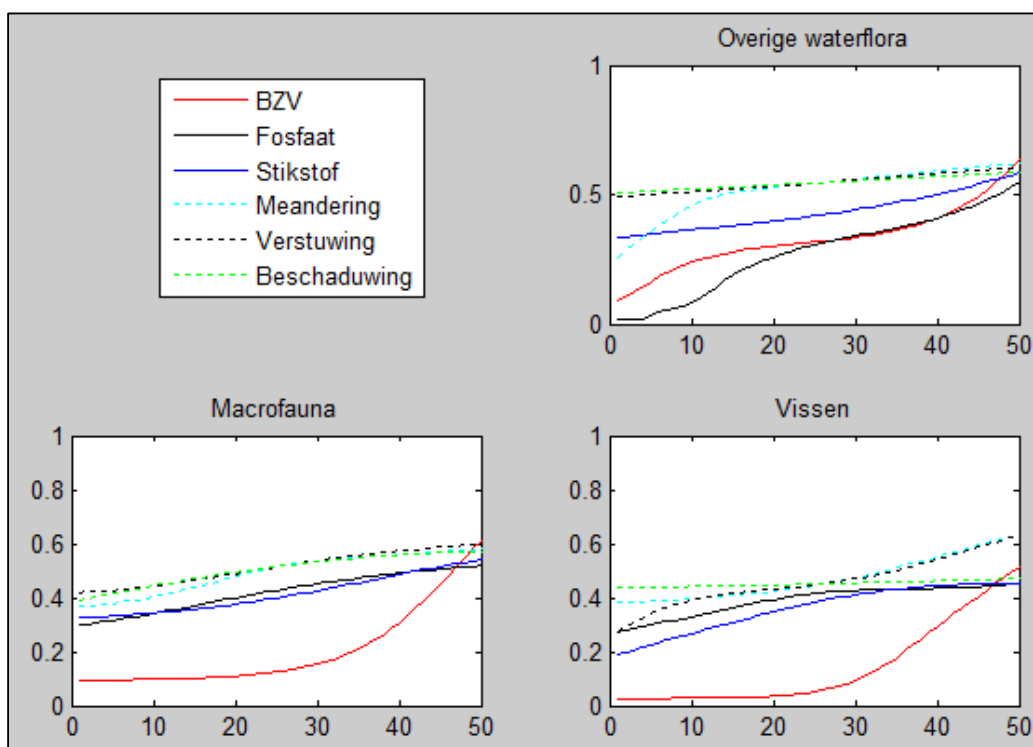 Overige waterflora
BZV
Fosfaat
Stikstof
Meandering
Verstuwing
Beschaduwing
1
0.5
0
0 10 20 30 40 50
Macrofauna
1
0.8
0.6
0.4
0.2
0
0 10 20 30 40 50
Vissen
1
0.8
0.6
0.4
0.2
0
0 10 20 30 40 50